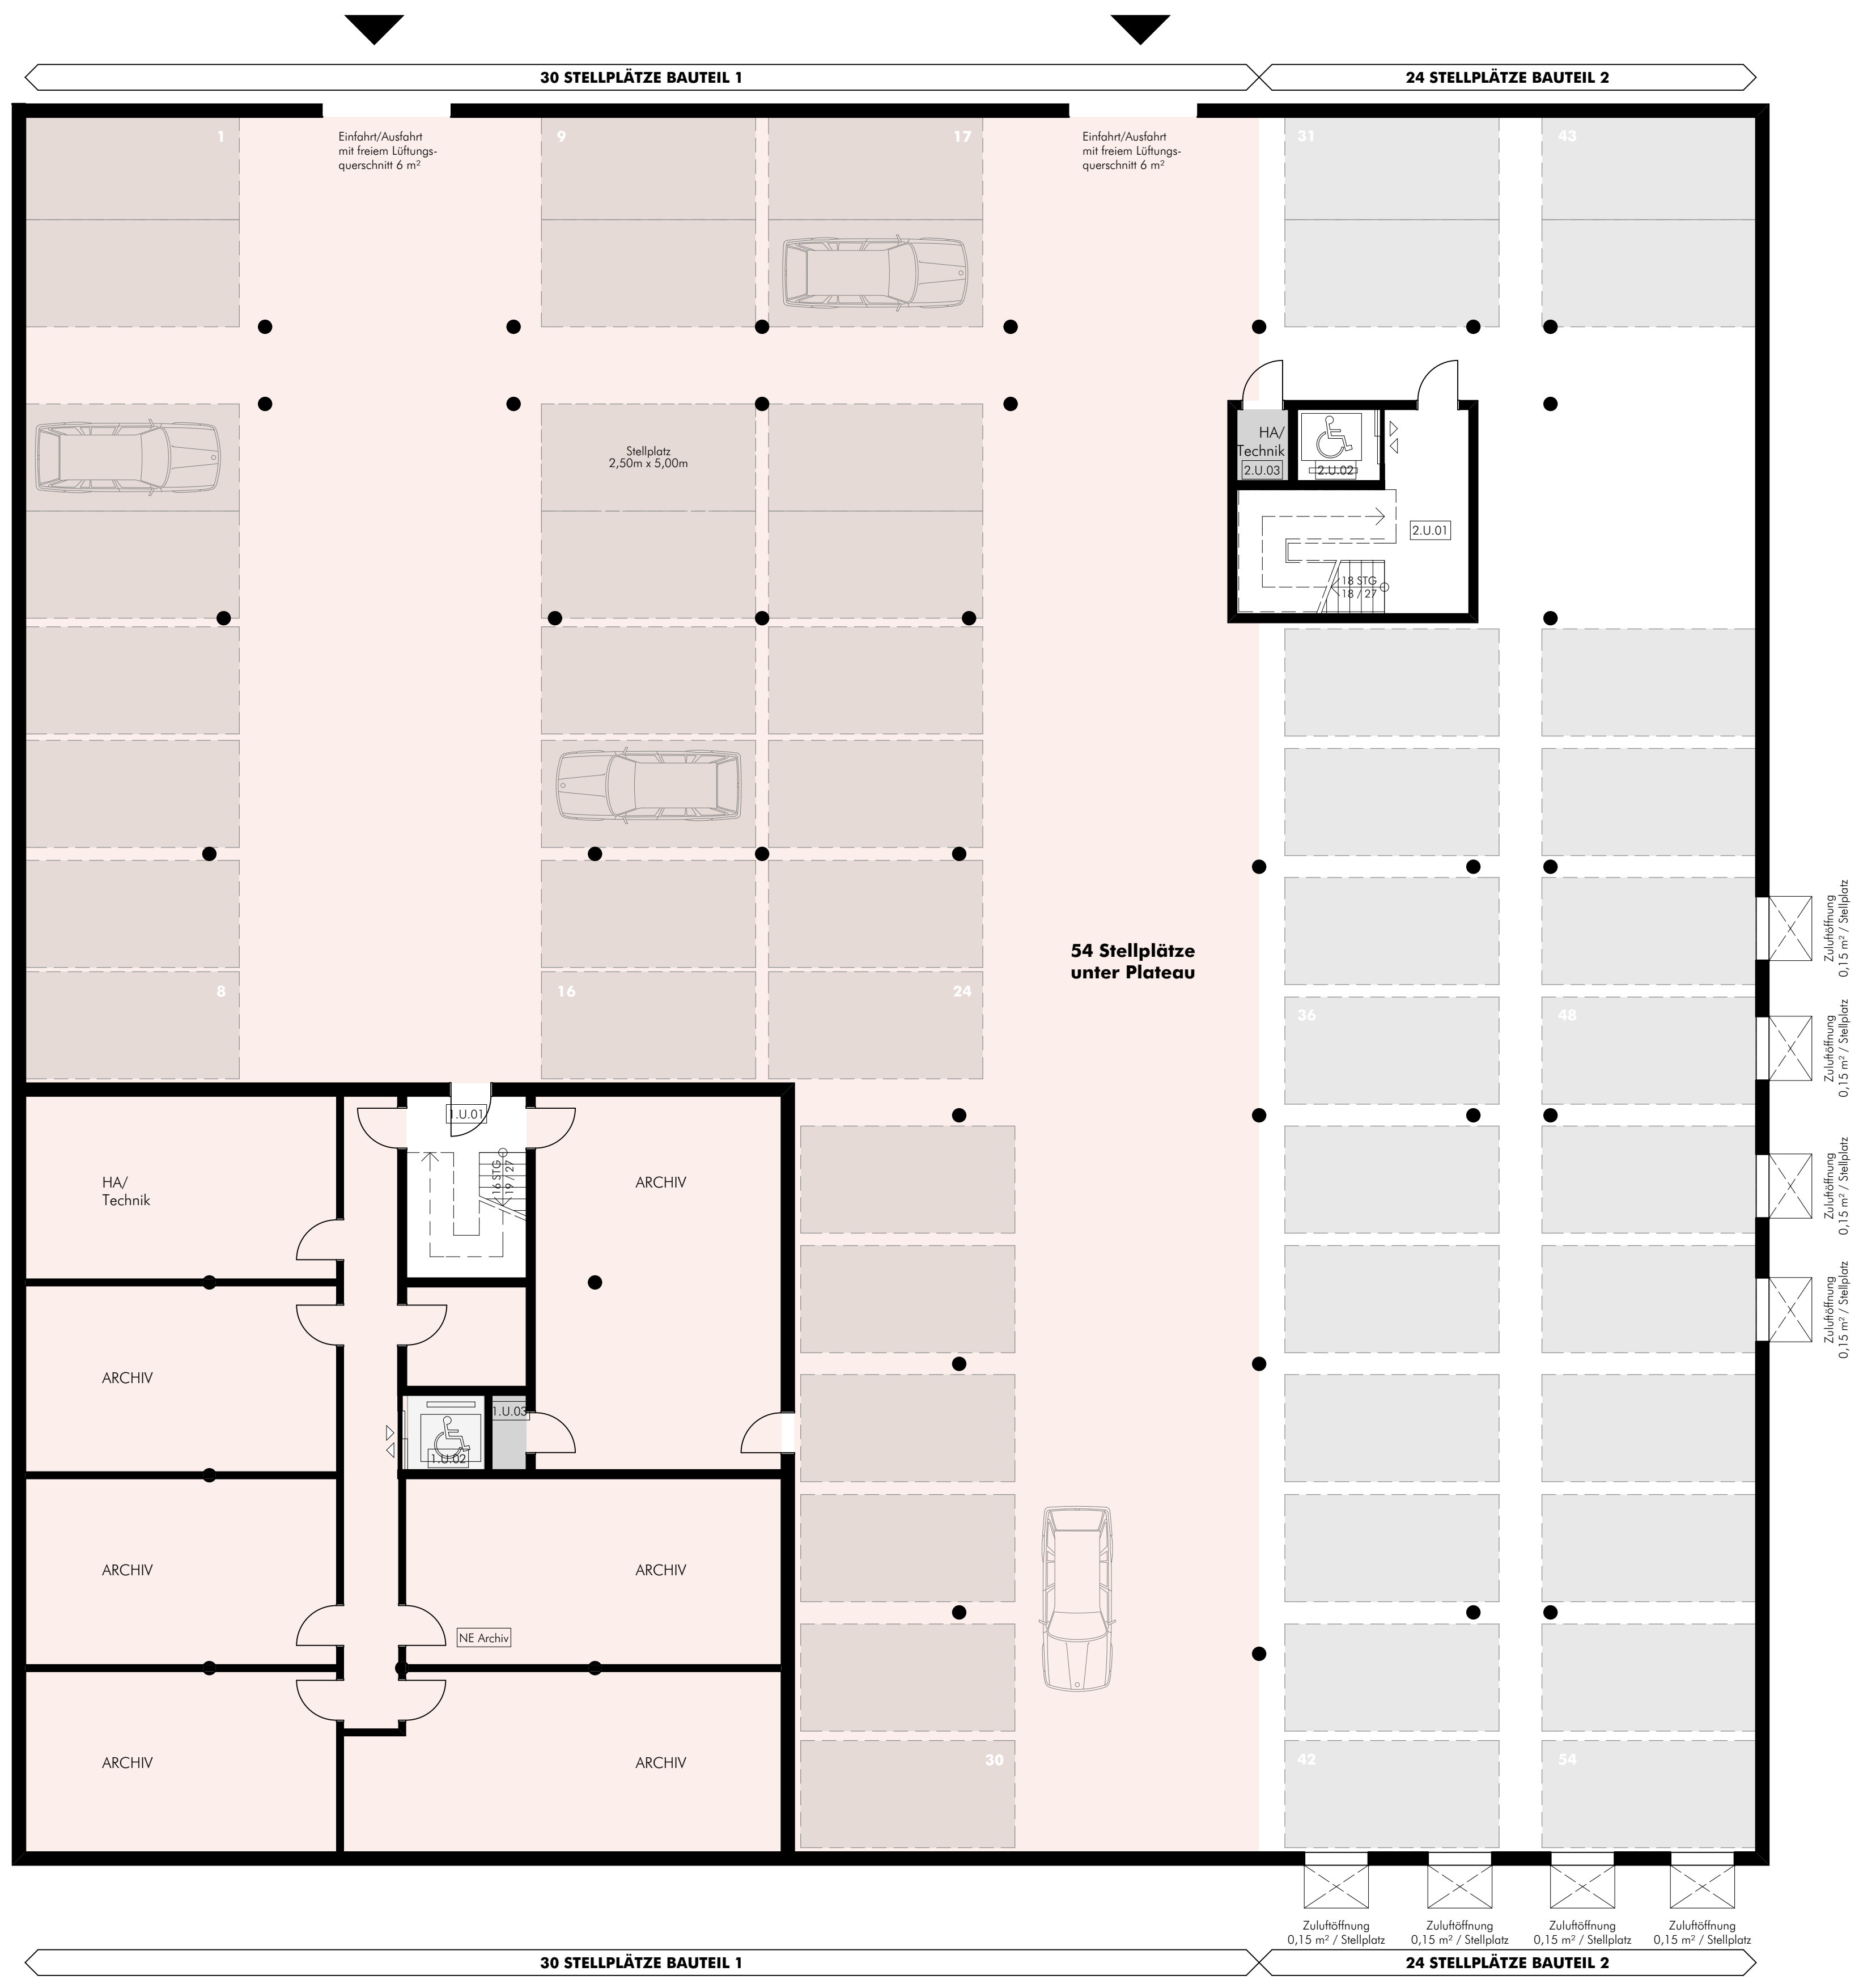 30 STELLPLÄTZE BAUTEIL 1
24 STELLPLÄTZE BAUTEIL 2
1
Einfahrt/Ausfahrt
mit freiem Lüftungs-
querschnitt 6 m²
9
17
Einfahrt/Ausfahrt
mit freiem Lüftungs-
querschnitt 6 m²
31
43
Stellplatz
2,50m x 5,00m
HA/
Technik
2.U.03
2.U.02
2.U.01
18 STG
18 / 27
54 Stellplätze
unter Plateau
8
16
24
36
48
Zuluftöffnung
0,15 m² / Stellplatz
Zuluftöffnung
0,15 m² / Stellplatz
Zuluftöffnung
0,15 m² / Stellplatz
Zuluftöffnung
0,15 m² / Stellplatz
1.U.01
16 STG
19 / 27
HA/
Technik
ARCHIV
ARCHIV
1.U.03
1.U.02
ARCHIV
ARCHIV
NE Archiv
ARCHIV
ARCHIV
30
42
54
Zuluftöffnung
0,15 m² / Stellplatz
Zuluftöffnung
0,15 m² / Stellplatz
Zuluftöffnung
0,15 m² / Stellplatz
Zuluftöffnung
0,15 m² / Stellplatz
30 STELLPLÄTZE BAUTEIL 1
24 STELLPLÄTZE BAUTEIL 2